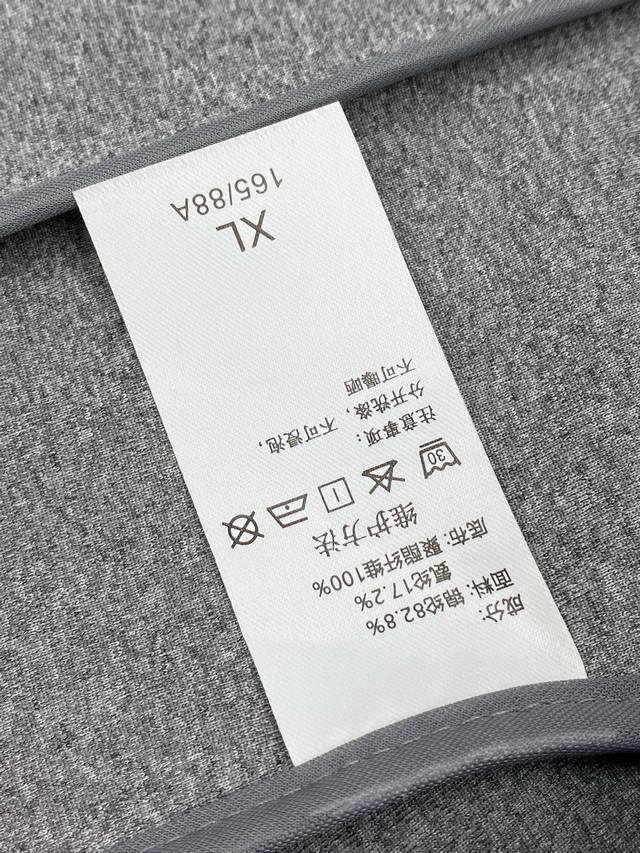 成分:
面料: 锦纶82.8%
氨纶17.2%
底布: 聚酯纤维100%
维护方法
30
注意事项:
分开洗涤，不可浸泡，
不可曝晒
XL
165/88A